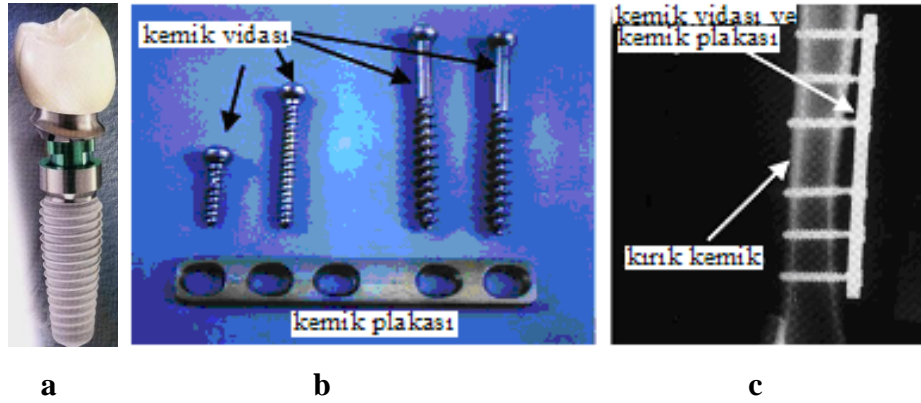 kemik vidası
kemik plakası
kemik vidası ve
kemik plakası
kırık kemik
a
b
c